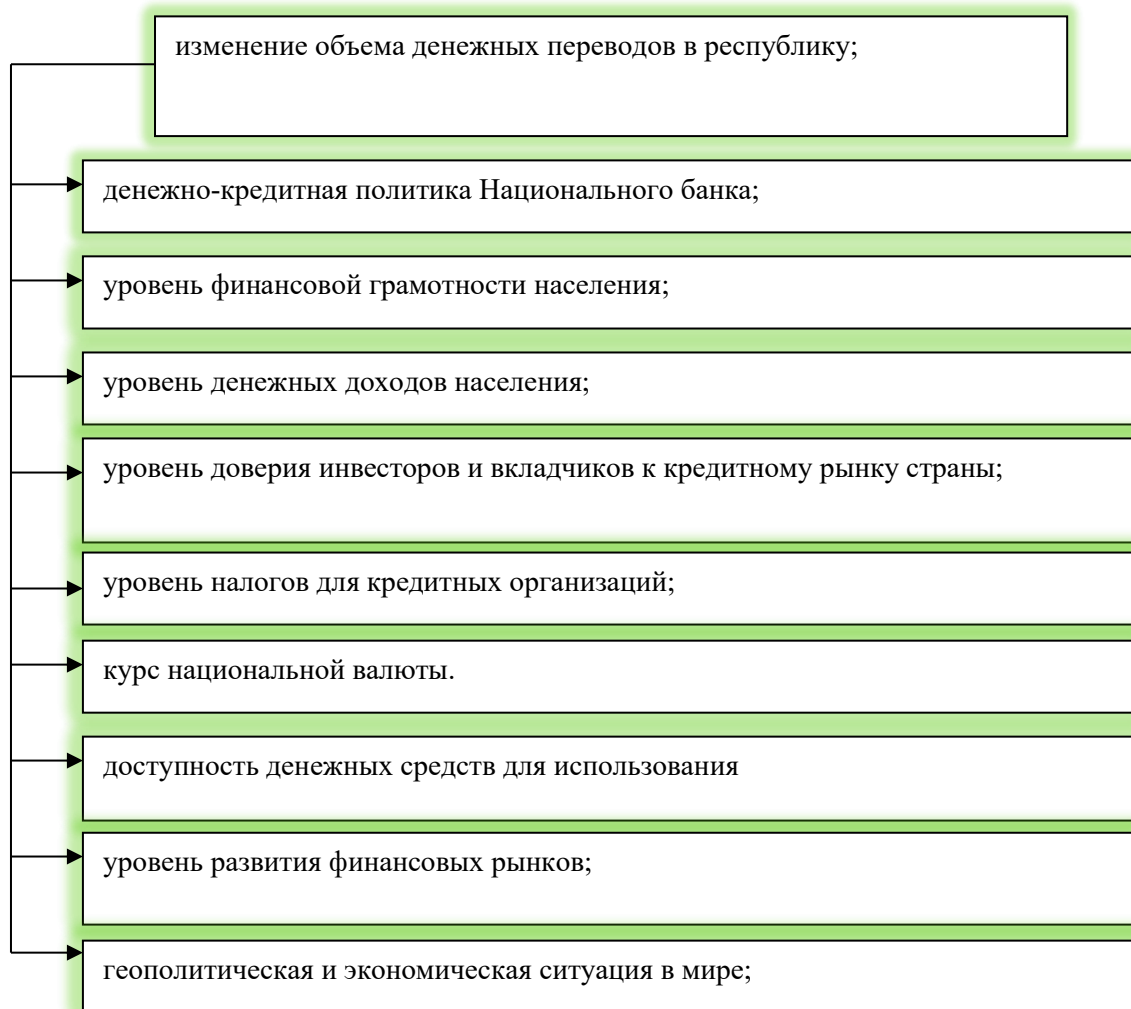 изменение объема денежных переводов в республику;
денежно-кредитная политика Национального банка;
уровень финансовой грамотности населения;
уровень денежных доходов населения;
уровень доверия инвесторов и вкладчиков к кредитному рынку страны;
уровень налогов для кредитных организаций;
курс национальной валюты.
доступность денежных средств для использования
уровень развития финансовых рынков;
геополитическая и экономическая ситуация в мире;